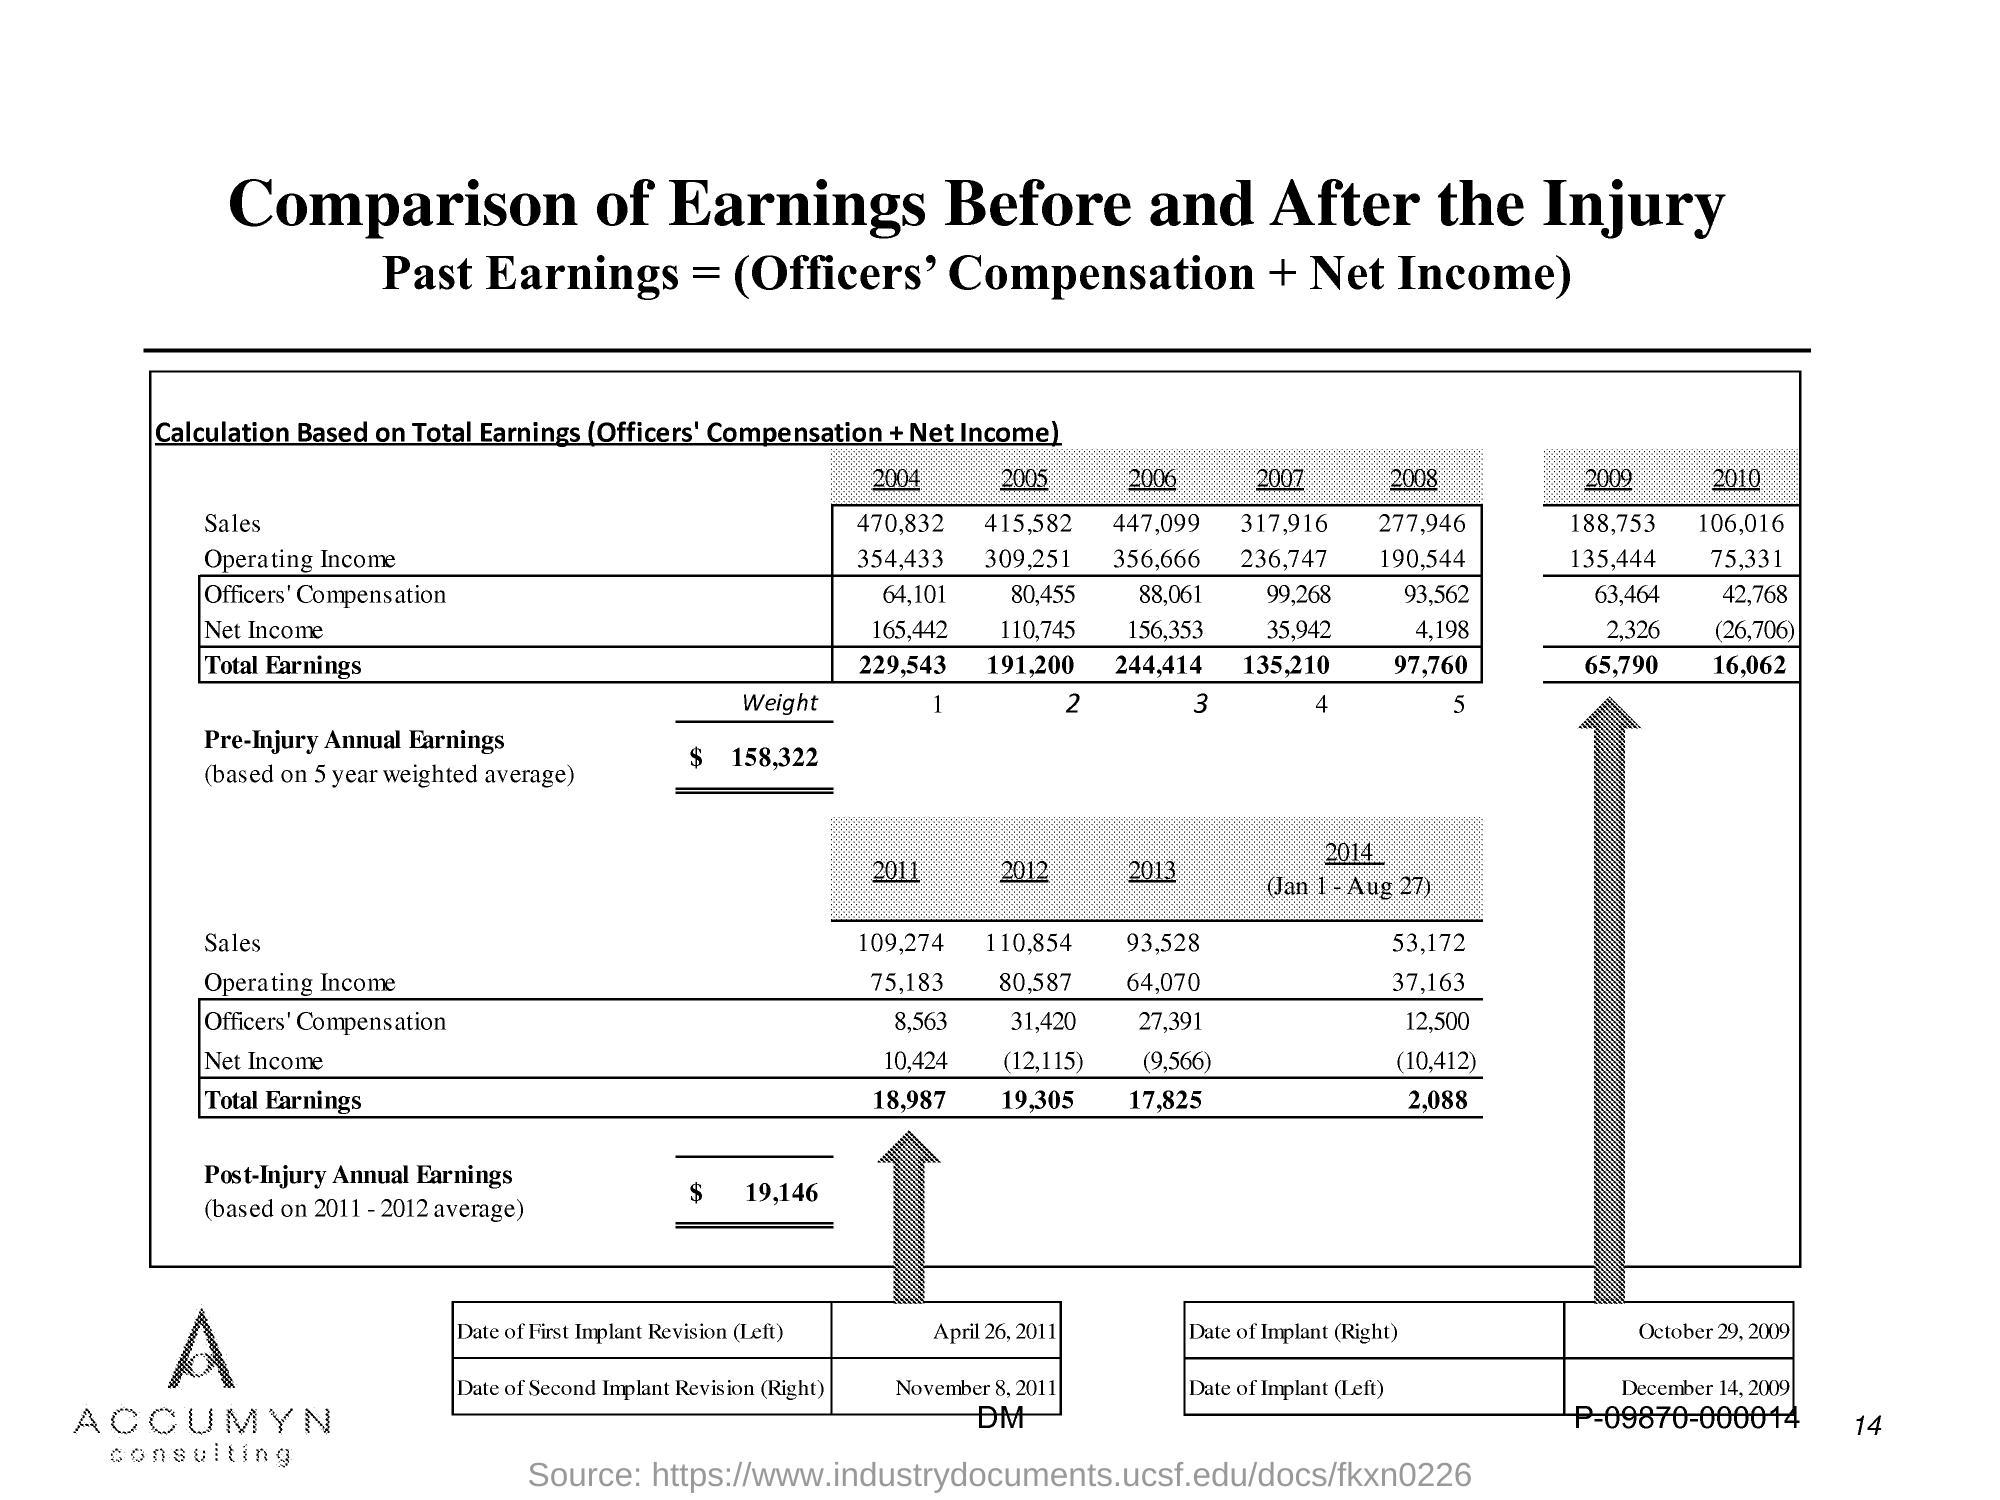 Comparison of Earnings Before and After the Injury
Past Earnings = (Officers’ Compensation + Net Income)
Calculation Based on Total Earnings (Officers' Compensation + Net Income)
2004 2005 2006 2007 2008 2009 2010
Sales 470,832 415,582 447,099 317,916 277,946 188,753 106,016
Operating Income 354,433 309,251 356,666 236,747 190,544 135,444 75,331
Officers' Compensation 64,101 80,455 88,061 99,268 93,562 63,464 42,768
Net Income 165,442 110,745 156,353 35,942 4,198 2,326 (26,706)
Total Earnings 229,543 191,200 244,414 135,210 97,760 65,790 16,062
Weight 1 2 3 4 5
Pre-Injury Annual Earnings
(based on 5 year weighted average)
$ 158,322
2011 2012 2013 2014
(Jan 1 - Aug 27)
Sales 109,274 110,854 93,528 53,172
Operating Income 75,183 80,587 64,070 37,163
Officers' Compensation 8,563 31,420 27,391 12,500
Net Income 10,424 (12,115) (9,566) (10,412)
Total Earnings 18,987 19,305 17,825 2,088
Post-Injury Annual Earnings
(based on 2011 - 2012 average)
$ 19,146
Date of First Implant Revision (Left) April 26, 2011
Date of Second Implant Revision (Right) November 8, 2011
Date of Implant (Right) October 29, 2009
Date of Implant (Left) December 14, 2009
ACCUMYN
consulting
DM
P-09870-000014
14
Source: https://www.industrydocuments.ucsf.edu/docs/fkxn0226